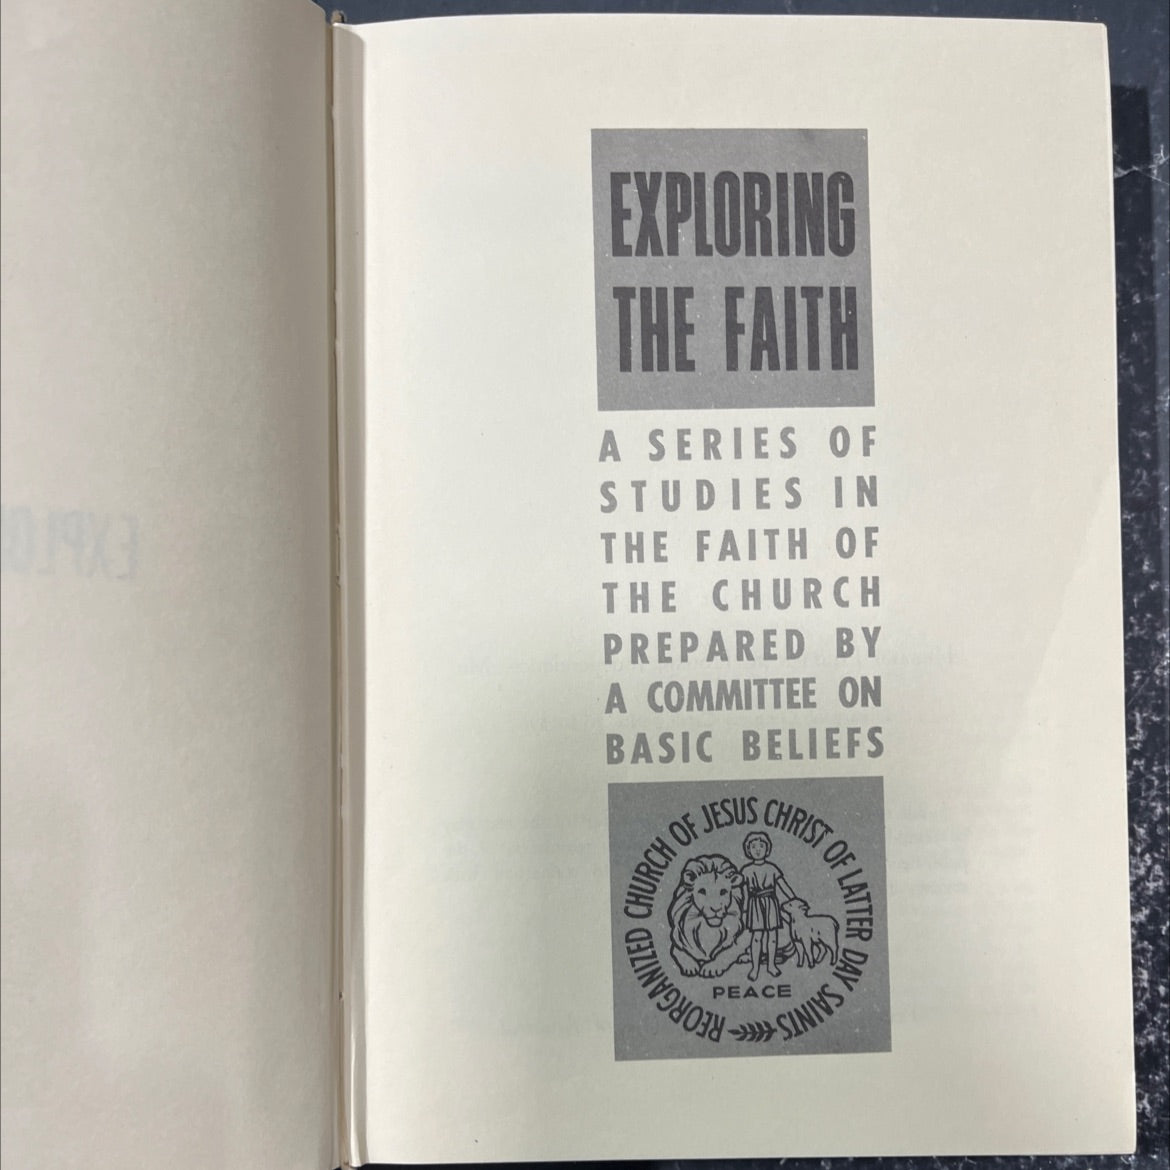 EXPLORING
THE FAITH
A SERIES OF
STUDIES IN
THE FAITH OF
THE CHURCH
PREPARED BY
A COMMITTEE ON
BASIC BELIEFS
REORGANIZED CHURCH OF JESUS CHRIST OF LATTER DAY SAINTS
PEACE